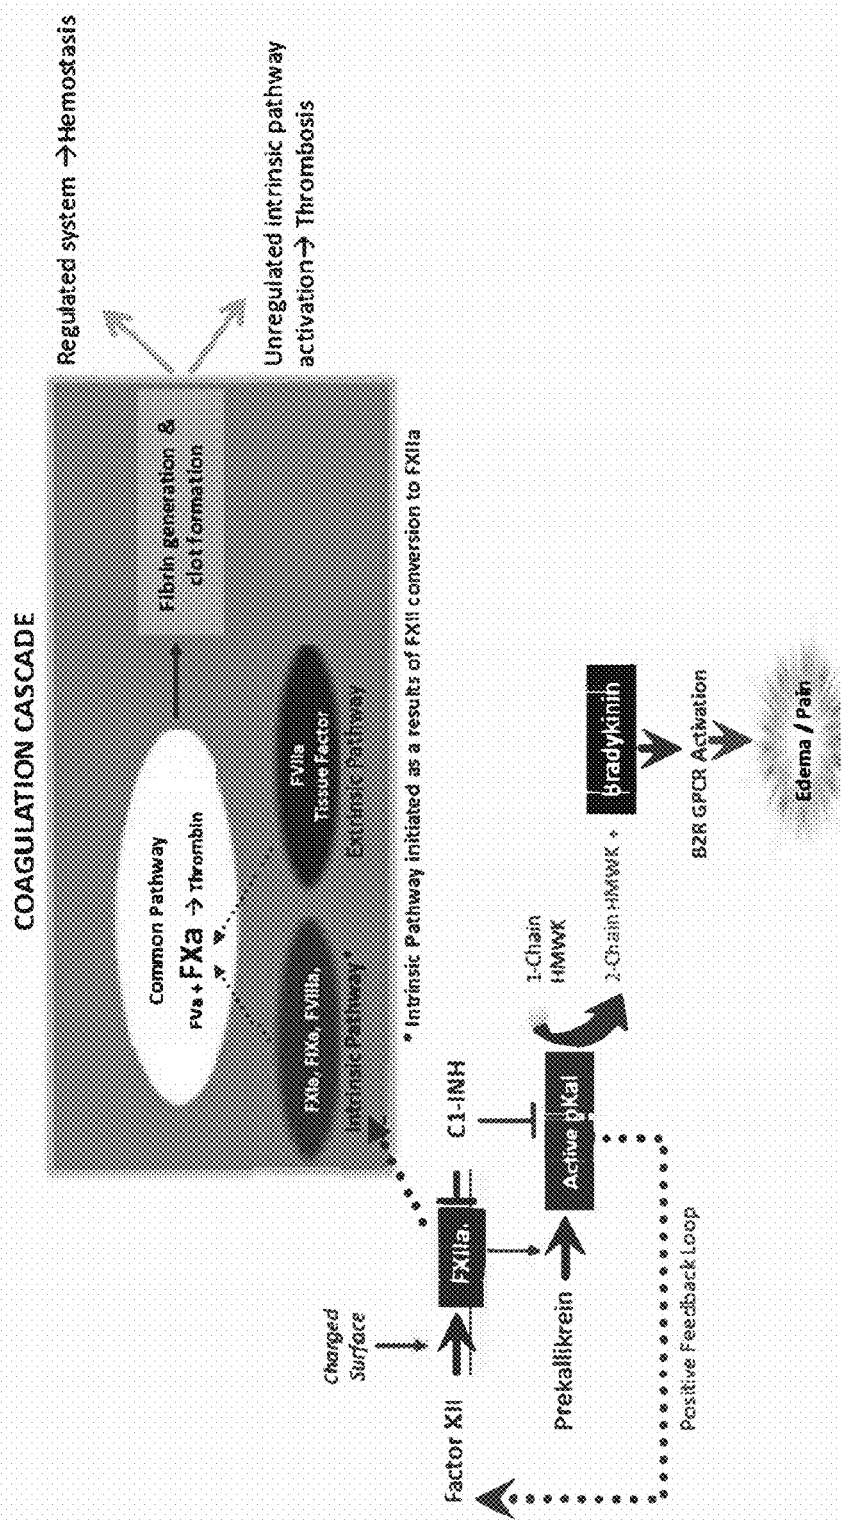 COAGULATION CASCADE
Common Pathway
FVa + FXa → Thrombin
Fibrin generation &
clot formation
Regulated system →Hemostasis
Unregulated intrinsic pathway
activation→ Thrombosis
FXIa, FIXa, FVIIIa,
Intrinsic Pathway
FVIIa
Tissue Factor
Extrinsic Pathway
* Intrinsic Pathway initiated as a results of FXII conversion to FXIIa
Charged
Surface
Factor XII
FXIIa,
C1-INH
Prekallikrein
Active pKal
1-Chain
HMWK
2-Chain HMWK +
Bradykinin
B2R GPCR Activation
Edema / Pain
Positive Feedback Loop